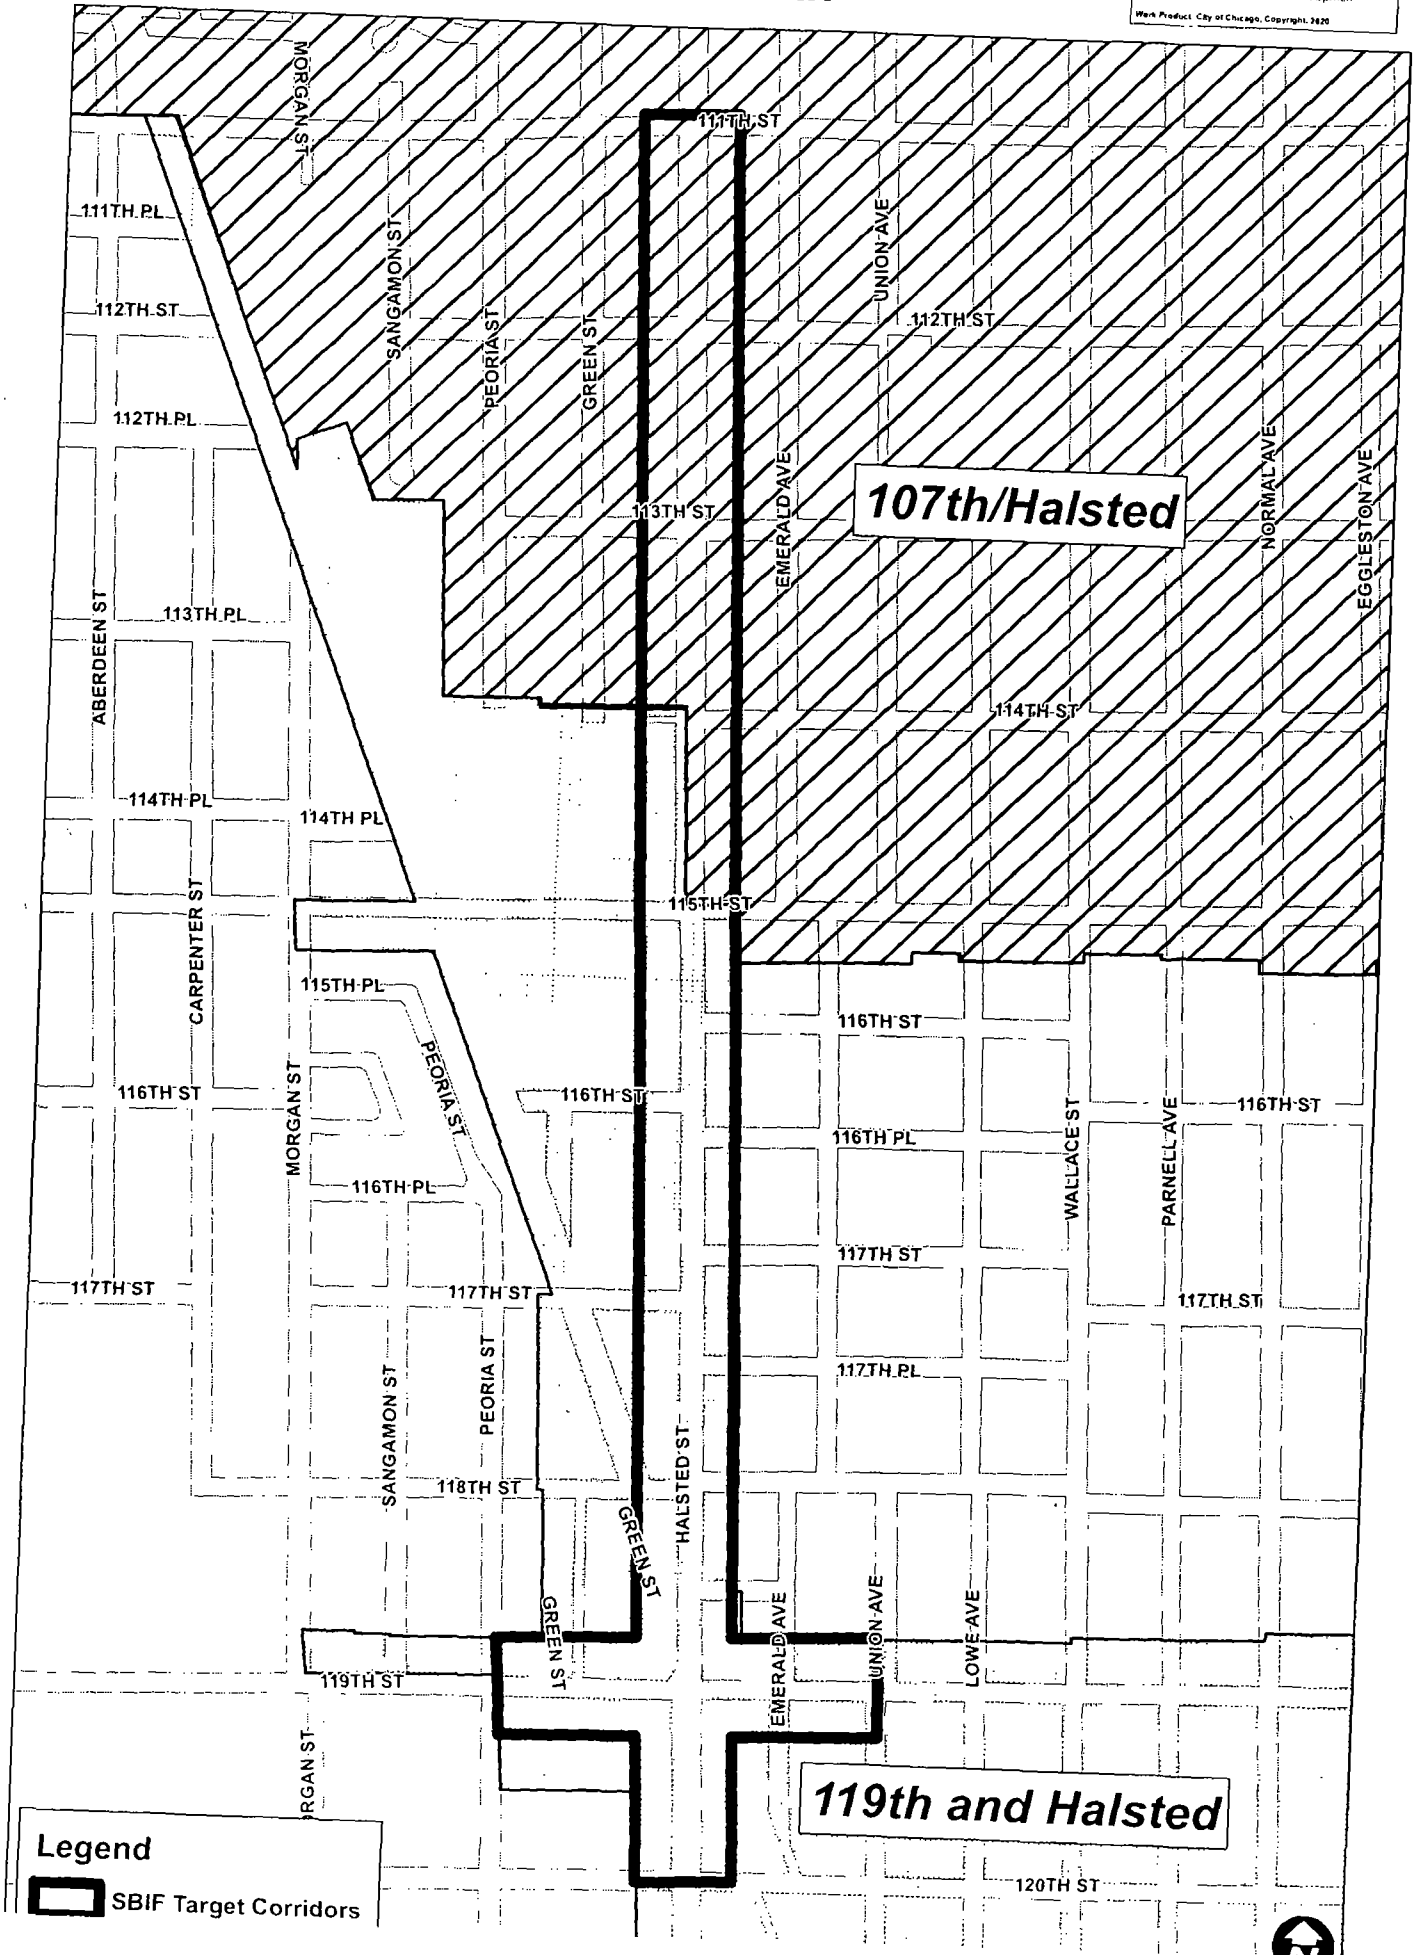 Work Product City of Chicago, Copyright, 2020
MORGAN ST
111TH ST
111TH PL
SANGAMON ST
UNION AVE
112TH ST
PEORIA ST
GREEN ST
112TH ST
112TH PL
EMERALD AVE
NORMAL AVE
EGGLESTON AVE
107th/Halsted
113TH ST
ABERDEEN ST
113TH PL
114TH ST
114TH PL
114TH PL
CARPENTER ST
115TH ST
115TH PL
116TH ST
PEORIA ST
116TH ST
MORGAN ST
116TH ST
WALLACE ST
PARNELL AVE
116TH ST
116TH PL
116TH PL
117TH ST
117TH ST
117TH ST
117TH ST
PEORIA ST
SANGAMON ST
117TH PL
HALSTED ST
118TH ST
GREEN ST
GREEN ST
EMERALD AVE
UNION AVE
LOWE AVE
119TH ST
ORGAN ST
119th and Halsted
Legend
SBIF Target Corridors
120TH ST
N